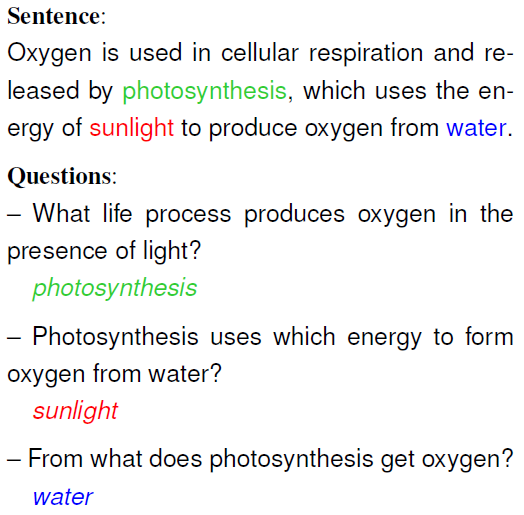 Sentence:
Oxygen is used in cellular respiration and re-
leased by photosynthesis, which uses the en-
ergy of sunlight to produce oxygen from water.
Questions:
– What life process produces oxygen in the
presence of light?
photosynthesis
– Photosynthesis uses which energy to form
oxygen from water?
sunlight
– From what does photosynthesis get oxygen?
water